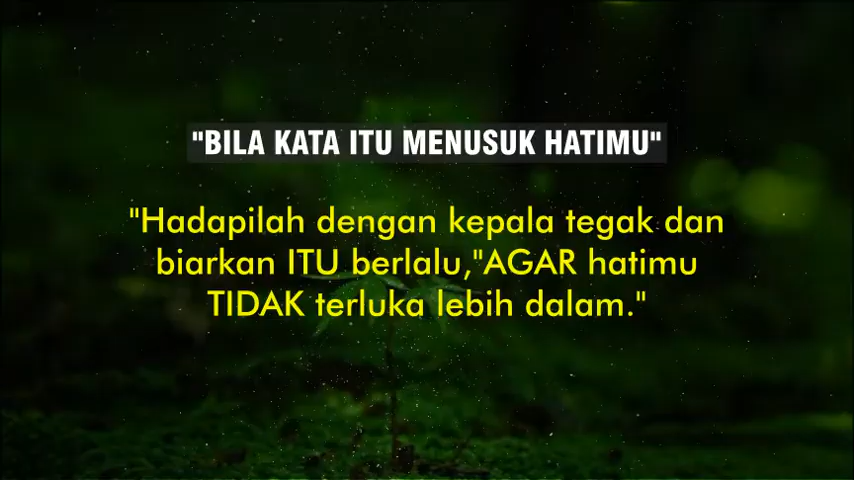 "BILA KATA ITU MENUSUK HATIMU"
"Hadapilah dengan kepala tegak dan
biarkan ITU berlalu,"AGAR hatimu
TIDAK terluka lebih dalam."